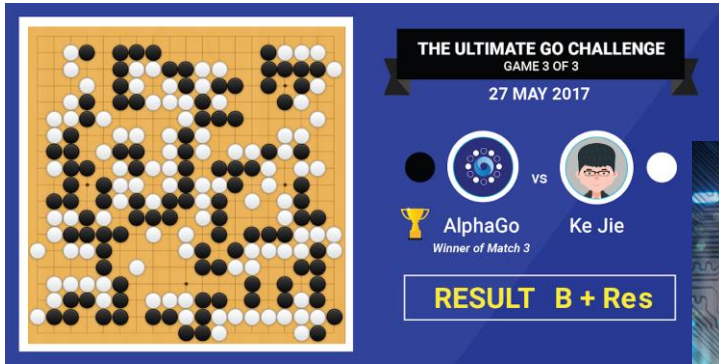 THE ULTIMATE GO CHALLENGE
GAME 3 OF 3
27 MAY 2017
vs
AlphaGo
Ke Jie
Winner of Match 3
RESULT B + Res